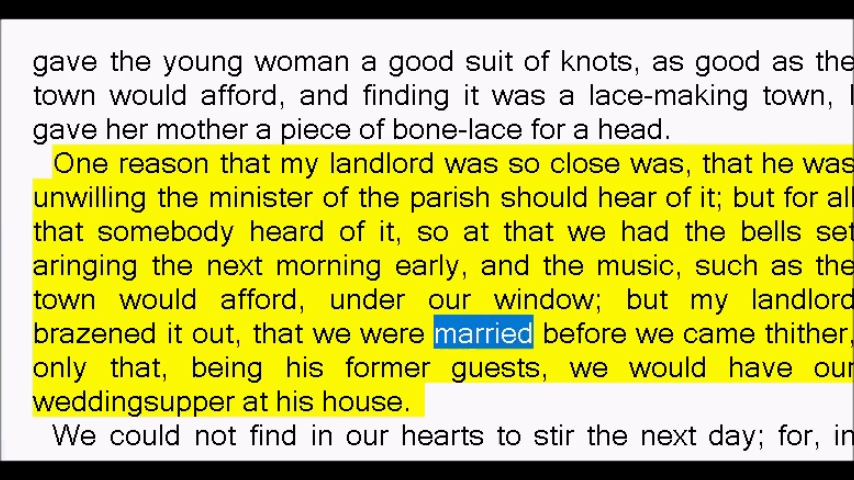 gave the young woman a good suit of knots, as good as the
town would afford, and finding it was a lace-making town, I
gave her mother a piece of bone-lace for a head.
One reason that my landlord was so close was, that he was
unwilling the minister of the parish should hear of it; but for all
that somebody heard of it, so at that we had the bells set
aringing the next morning early, and the music, such as the
town would afford, under our window; but my landlord
brazened it out, that we were married before we came thither,
only that, being his former guests, we would have our
weddingsupper at his house.
We could not find in our hearts to stir the next day; for, in